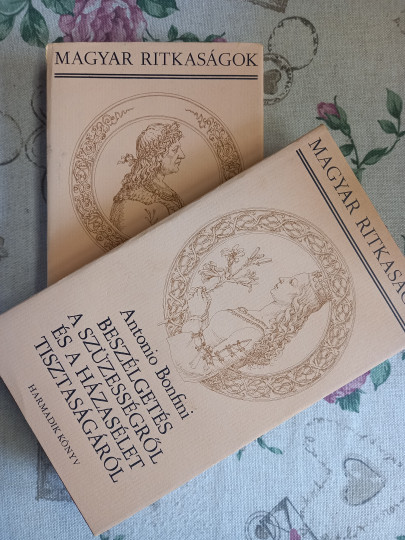 MAGYAR RITKASÁGOK
MAGYAR RITKASÁG
Antonio Bonfini
BESZÉLGETÉS
A SZÜZESSÉGRŐL
ÉS A HÁZASÉLET
TISZTASÁGÁRÓL
HARMADIK KÖNYV